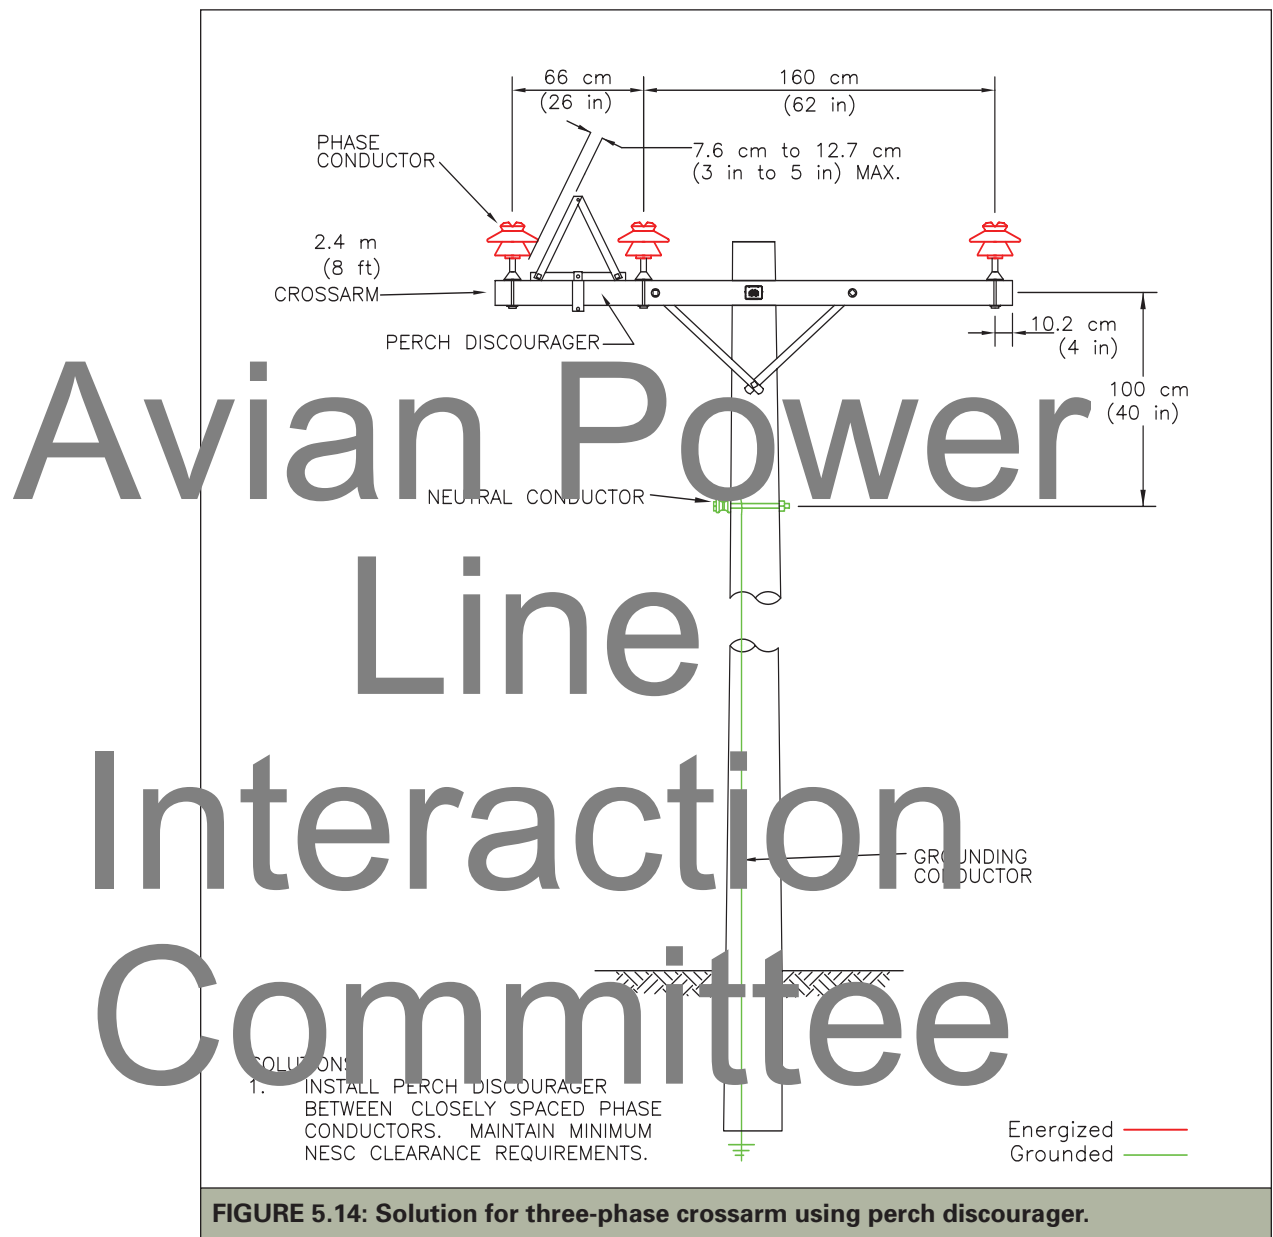 66 cm
(26 in)
160 cm
(62 in)
PHASE
CONDUCTOR
7.6 cm to 12.7 cm
(3 in to 5 in) MAX.
2.4 m
(8 ft)
CROSSARM
PERCH DISCOURAGER
10.2 cm
(4 in)
100 cm
(40 in)
Avian Power
NEUTRAL CONDUCTOR
Line
Interaction
GROUNDING
CONDUCTOR
Committee
SOLUTIONS
1. INSTALL PERCH DISCOURAGER
BETWEEN CLOSELY SPACED PHASE
CONDUCTORS. MAINTAIN MINIMUM
NESC CLEARANCE REQUIREMENTS.
Energized
Grounded
FIGURE 5.14: Solution for three-phase crossarm using perch discourager.